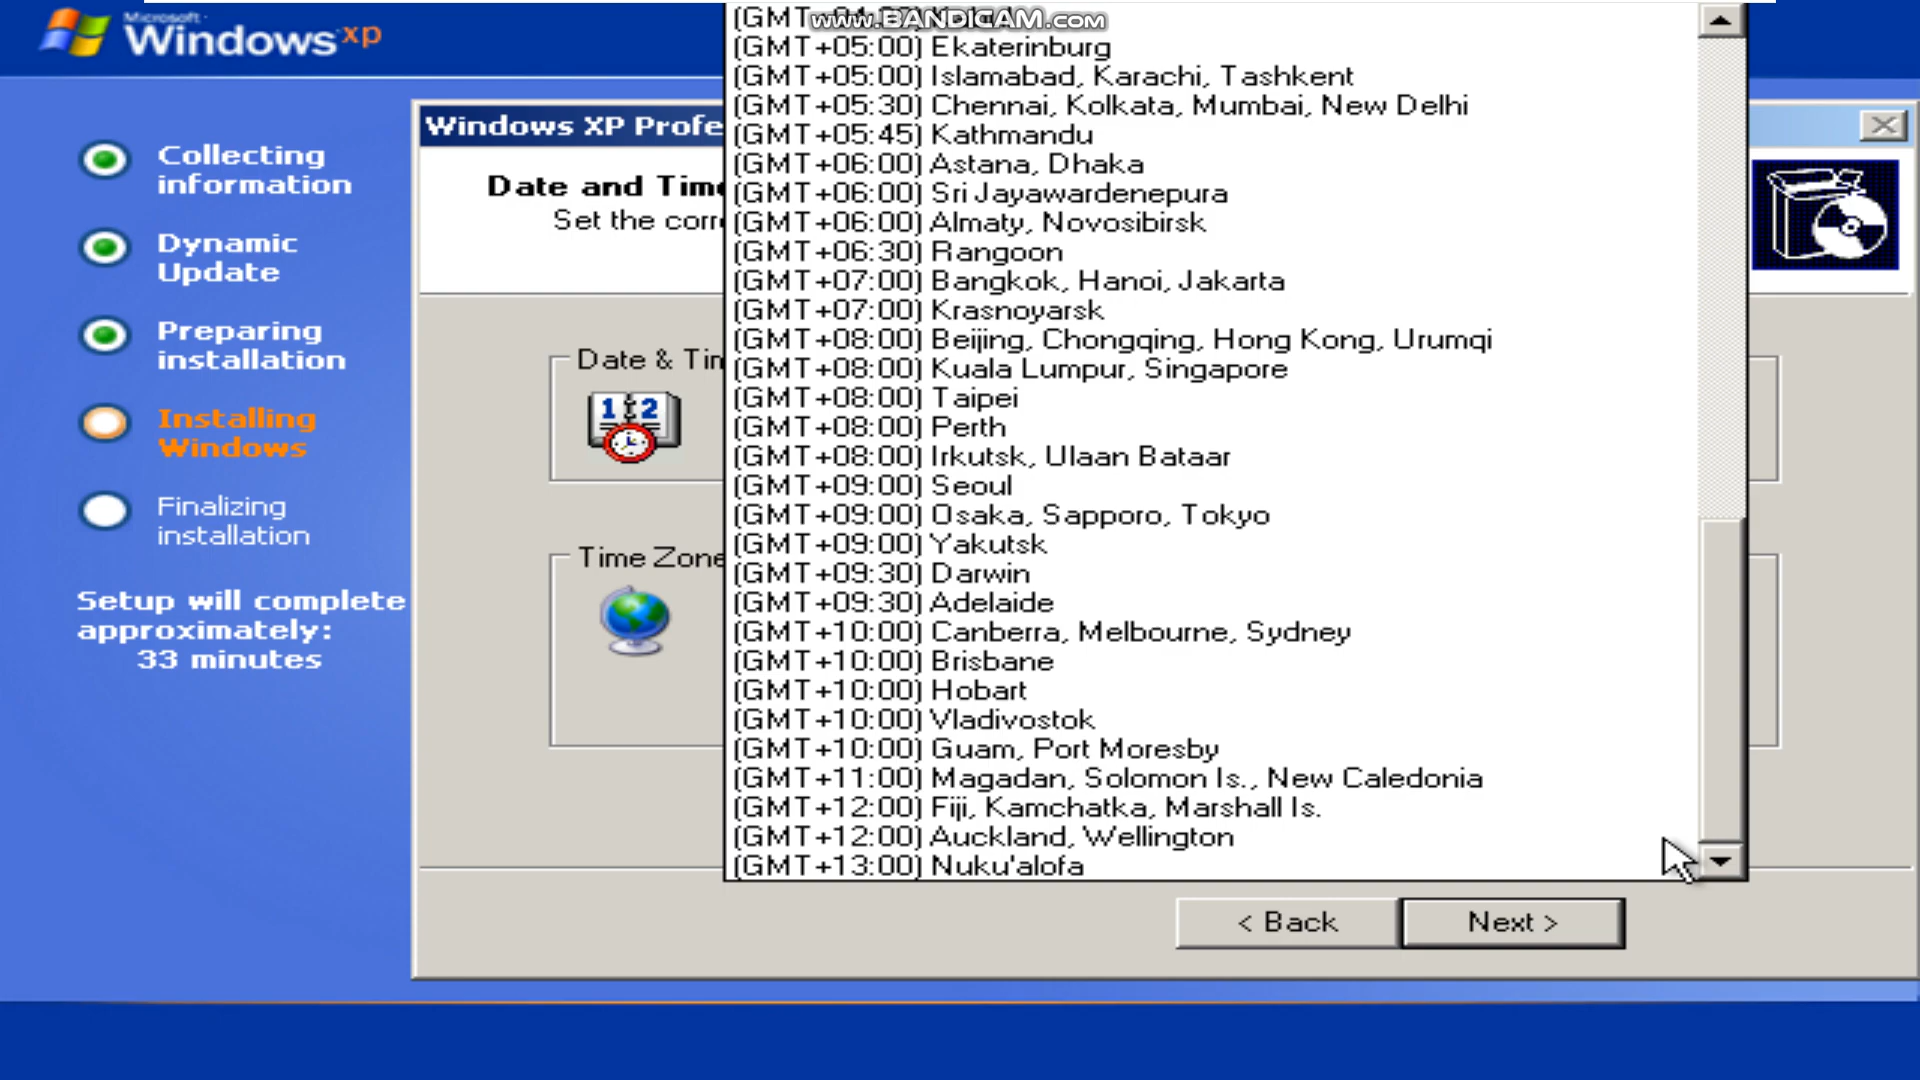 Microsoft
Windows xp
www.BANDICAM.com
Collecting
information
Dynamic
Update
Preparing
installation
Installing
Windows
Finalizing
installation
Setup will complete
approximately:
33 minutes
Windows XP Profe
Date and Time
Set the corr
Date & Tim
12
Time Zone
(GMT+05:00) Ekaterinburg
(GMT+05:00) Islamabad, Karachi, Tashkent
(GMT+05:30) Chennai, Kolkata, Mumbai, New Delhi
(GMT+05:45) Kathmandu
(GMT+06:00) Astana, Dhaka
(GMT+06:00) Sri Jayawardenepura
(GMT+06:00) Almaty, Novosibirsk
(GMT+06:30) Rangoon
(GMT+07:00) Bangkok, Hanoi, Jakarta
(GMT+07:00) Krasnoyarsk
(GMT+08:00) Beijing, Chongqing, Hong Kong, Urumqi
(GMT+08:00) Kuala Lumpur, Singapore
(GMT+08:00) Taipei
(GMT+08:00) Perth
(GMT+08:00) Irkutsk, Ulaan Bataar
(GMT+09:00) Seoul
(GMT+09:00) Osaka, Sapporo, Tokyo
(GMT+09:00) Yakutsk
(GMT+09:30) Darwin
(GMT+09:30) Adelaide
(GMT+10:00) Canberra, Melbourne, Sydney
(GMT+10:00) Brisbane
(GMT+10:00) Hobart
(GMT+10:00) Vladivostok
(GMT+10:00) Guam, Port Moresby
(GMT+11:00) Magadan, Solomon Is., New Caledonia
(GMT+12:00) Fiji, Kamchatka, Marshall Is.
(GMT+12:00) Auckland, Wellington
(GMT+13:00) Nuku'alofa
< Back
Next >